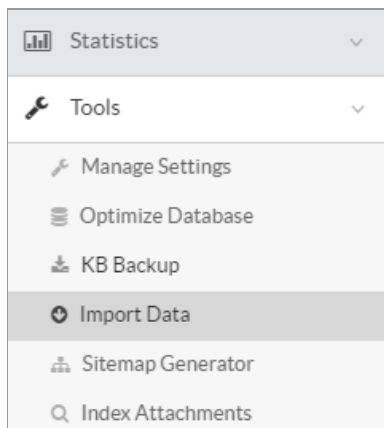 Statistics
Tools
Manage Settings
Optimize Database
KB Backup
Import Data
Sitemap Generator
Index Attachments